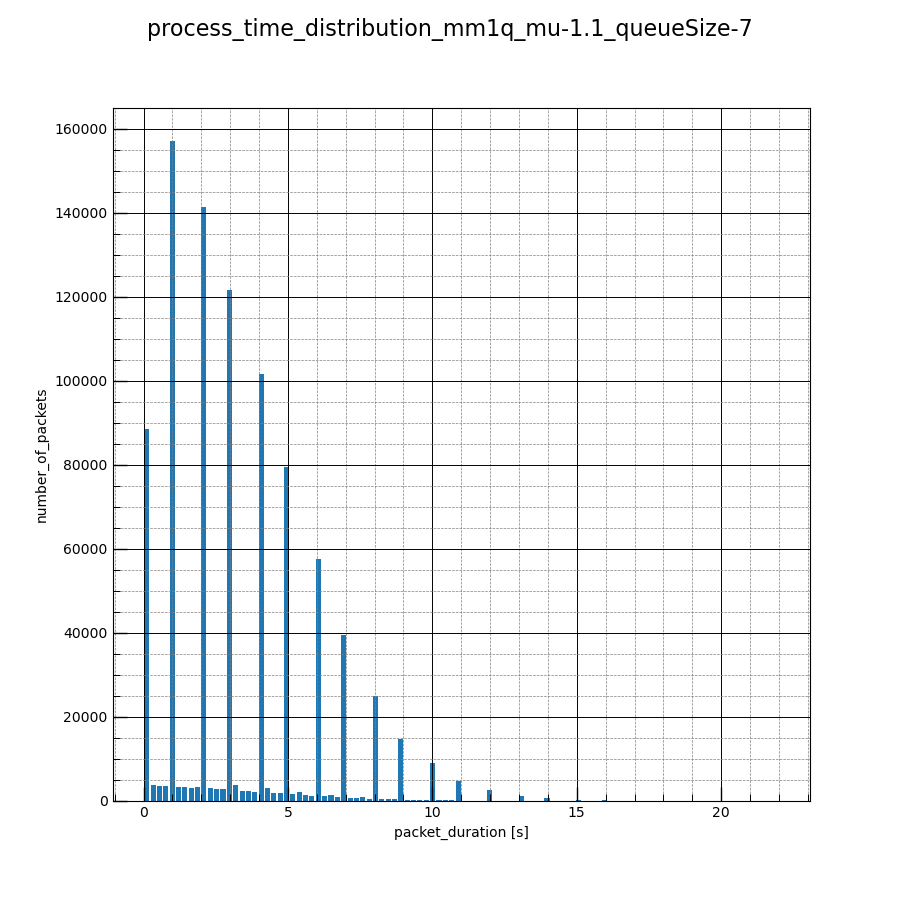 process_time_distribution_mm1q_mu-1.1_queueSize-7
160000
140000
120000
100000
80000
60000
40000
20000
0
number_of_packets
0 5 10 15 20
packet_duration [s]